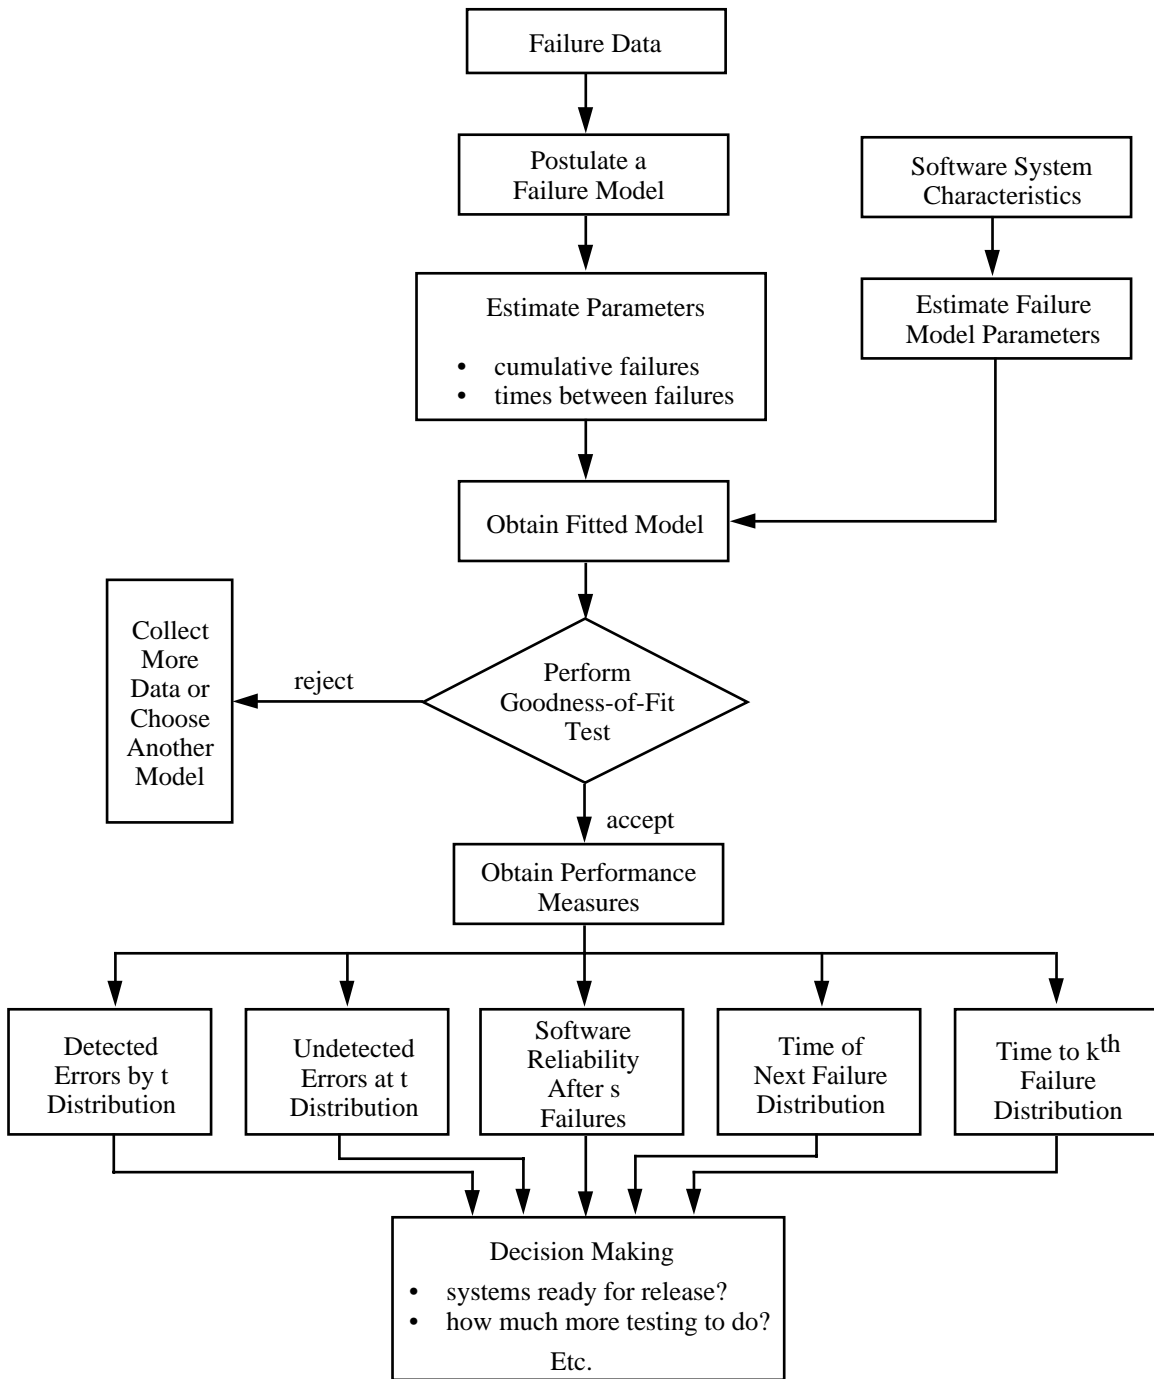 Failure Data
Postulate a
Failure Model
Software System
Characteristics
Estimate Parameters
• cumulative failures
• times between failures
Estimate Failure
Model Parameters
Obtain Fitted Model
Collect
More
Data or
Choose
Another
Model
reject
Perform
Goodness-of-Fit
Test
accept
Obtain Performance
Measures
Detected
Errors by t
Distribution
Undetected
Errors at t
Distribution
Software
Reliability
After s
Failures
Time of
Next Failure
Distribution
Time to kth
Failure
Distribution
Decision Making
• systems ready for release?
• how much more testing to do?
Etc.